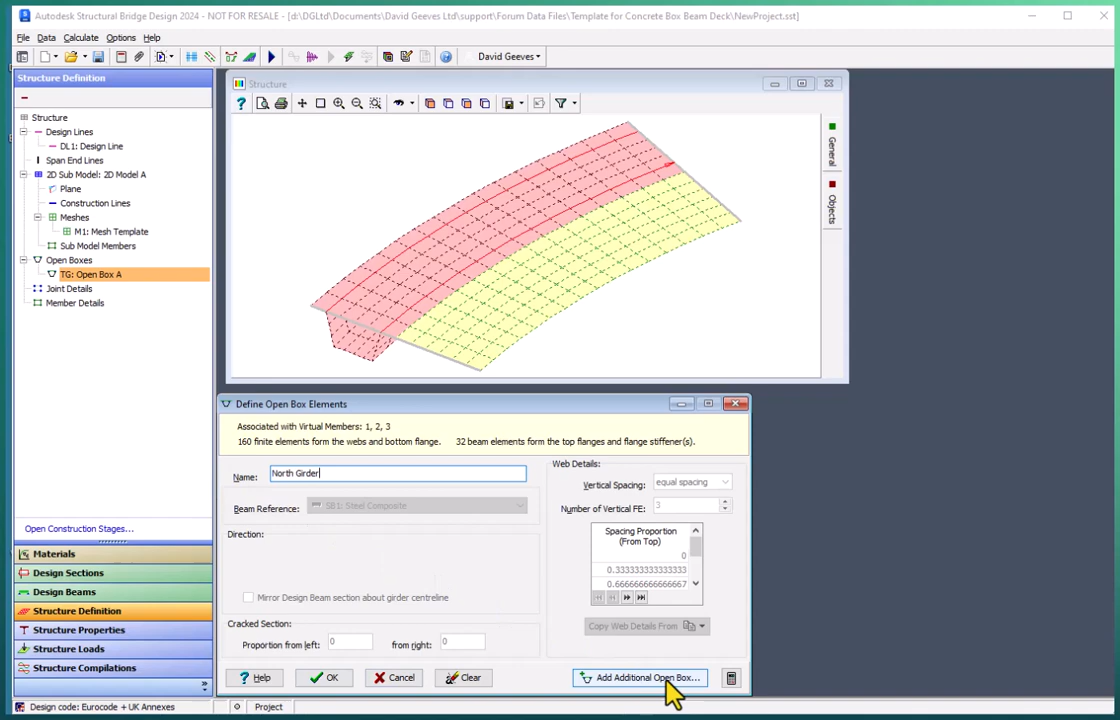 Autodesk Structural Bridge Design 2024 - NOT FOR RESALE - [d:\DGLtd\Documents\David Geeves Ltd\support\Forum Data Files\Template for Concrete Box Beam Deck\NewProject.sst]
File Data Calculate Options Help
David Geeves
Structure Definition
Structure
Design Lines
DL1: Design Line
Span End Lines
2D Sub Model: 2D Model A
Plane
Construction Lines
Meshes
M1: Mesh Template
Sub Model Members
Open Boxes
TG: Open Box A
Joint Details
Member Details
Open Construction Stages...
Materials
Design Sections
Design Beams
Structure Definition
Structure Properties
Structure Loads
Structure Compilations
Structure
General
Objects
Define Open Box Elements
Associated with Virtual Members: 1, 2, 3
160 finite elements form the webs and bottom flange. 32 beam elements form the top flanges and flange stiffener(s).
Name: North Girder
Beam Reference: SB1: Steel Composite
Direction:
Mirror Design Beam section about girder centreline
Cracked Section:
Proportion from left: 0 from right: 0
Web Details:
Vertical Spacing: equal spacing
Number of Vertical FE: 3
Spacing Proportion
(From Top)
0
0.333333333333333
0.666666666666667
Copy Web Details From
Help OK Cancel Clear Add Additional Open Box...
Design code: Eurocode + UK Annexes Project